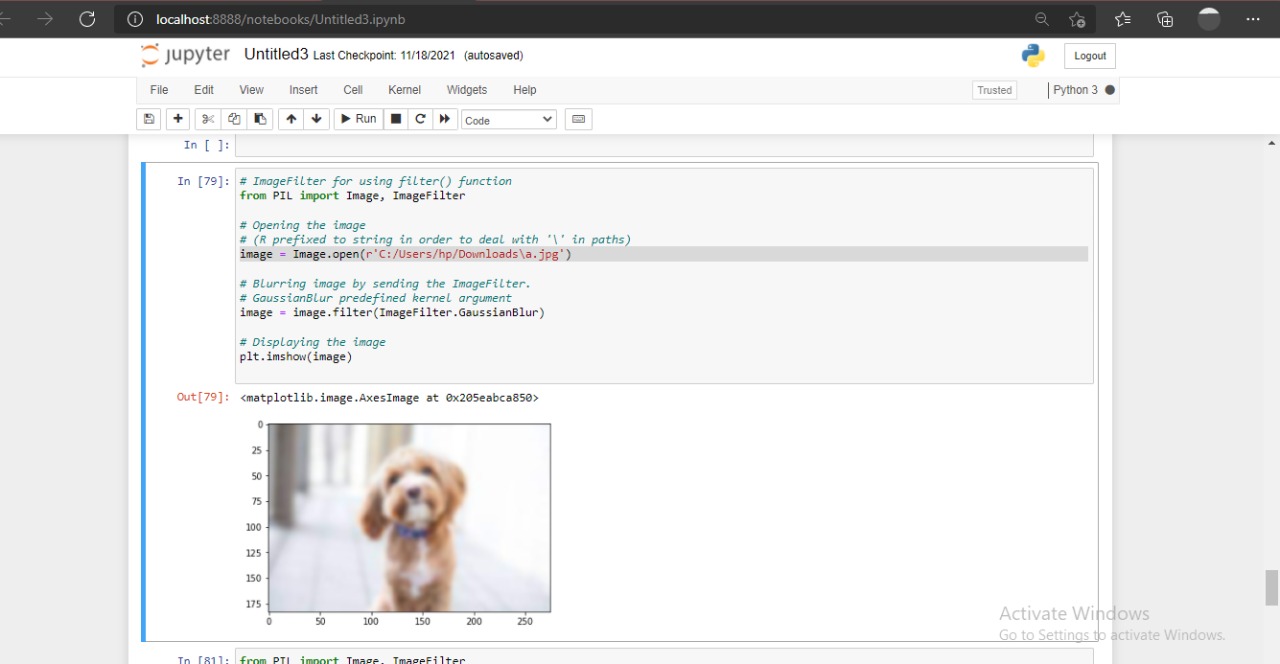 localhost:8888/notebooks/Untitled3.ipynb
jupyter Untitled3 Last Checkpoint: 11/18/2021 (autosaved) Logout
File Edit View Insert Cell Kernel Widgets Help Trusted Python 3
Run Code
In [ ]:
In [79]: # ImageFilter for using filter() function
from PIL import Image, ImageFilter
# Opening the image
# (R prefixed to string in order to deal with '\' in paths)
image = Image.open(r'C:/Users/hp/Downloads\a.jpg')
# Blurring image by sending the ImageFilter.
# GaussianBlur predefined kernel argument
image = image.filter(ImageFilter.GaussianBlur)
# Displaying the image
plt.imshow(image)
Out[79]: <matplotlib.image.AxesImage at 0x205eabca850>
0
25
50
75
100
125
150
175
0 50 100 150 200 250
Activate Windows
Go to Settings to activate Windows.
In [81]: from PIL import Image, ImageFilter